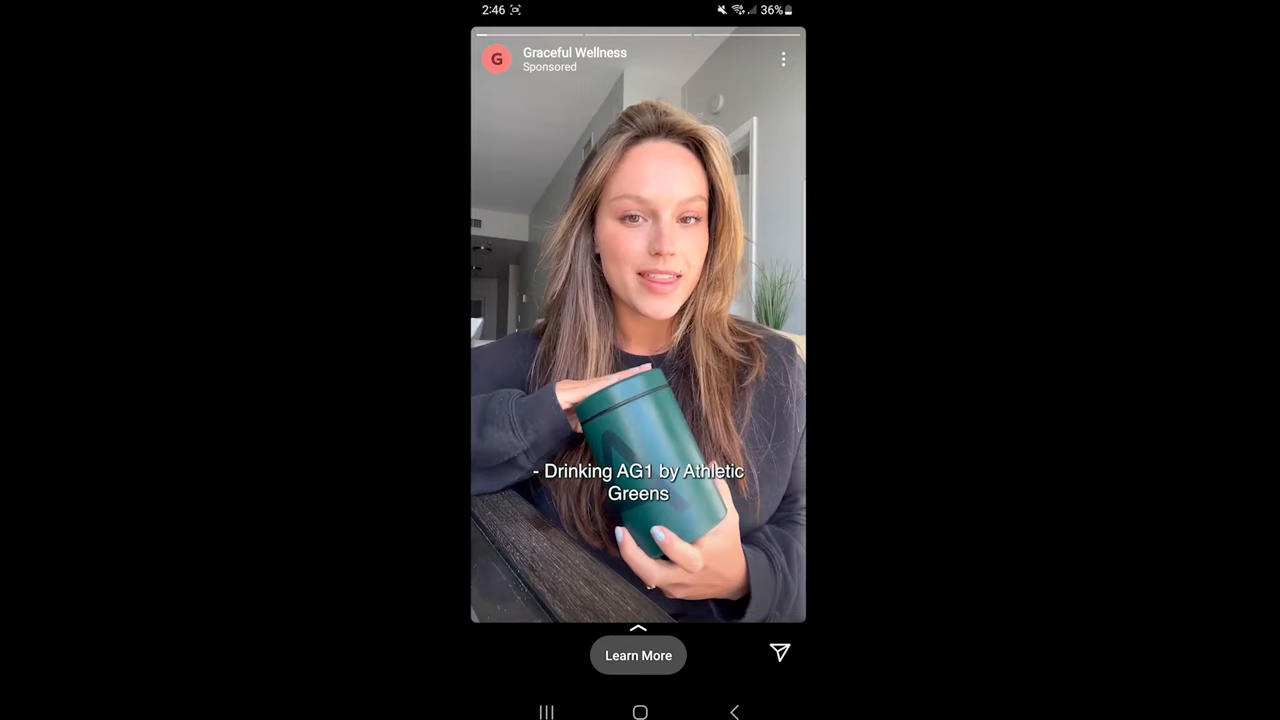 2:46
36%
G
Graceful Wellness
Sponsored
- Drinking AG1 by Athletic
Greens
Learn More